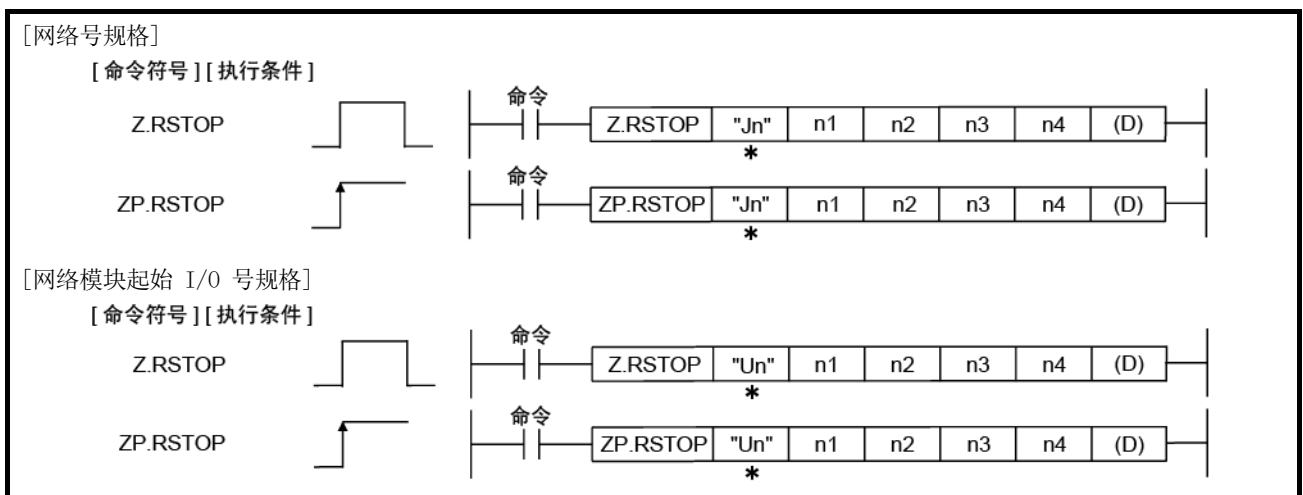 [网络号规格]
[ 命令符号 ] [ 执行条件 ]
命令
Z.RSTOP Z.RSTOP "Jn" n1 n2 n3 n4 (D)
*
命令
ZP.RSTOP ZP.RSTOP "Jn" n1 n2 n3 n4 (D)
*
[网络模块起始 I/O 号规格]
[ 命令符号 ] [ 执行条件 ]
命令
Z.RSTOP Z.RSTOP "Un" n1 n2 n3 n4 (D)
*
命令
ZP.RSTOP ZP.RSTOP "Un" n1 n2 n3 n4 (D)
*